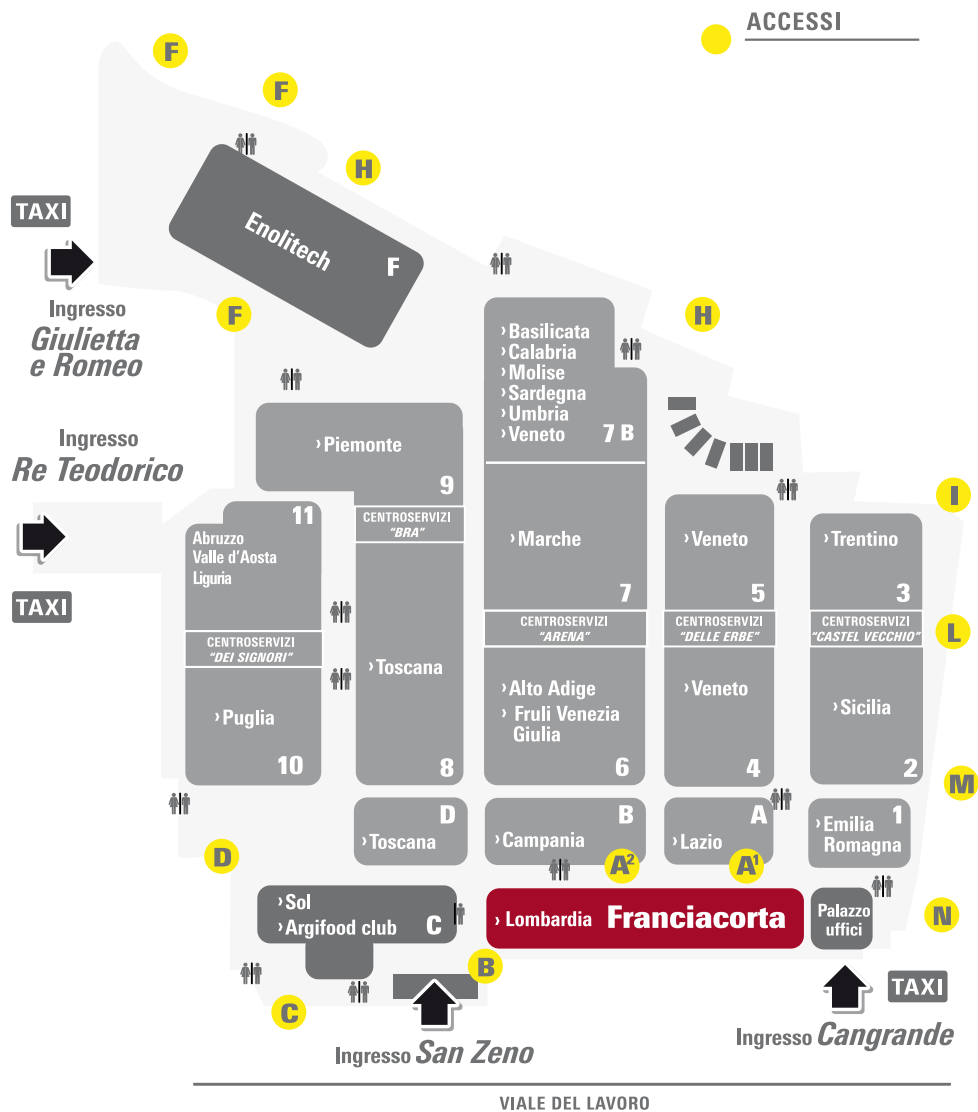 ACCESSI
F
F
H
TAXI
Enolitech
F
Ingresso
Giulietta
e Romeo
F
H
›Basilicata
›Calabria
›Molise
›Sardegna
›Umbria
›Veneto 7 B
Ingresso
Re Teodorico
›Piemonte
9
CENTROSERVIZI
"BRA"
11
Abruzzo
Valle d'Aosta
Liguria
I
›Marche
7
›Veneto
5
›Trentino
3
TAXI
CENTROSERVIZI
"DEI SIGNORI"
CENTROSERVIZI
"ARENA"
CENTROSERVIZI
"DELLE ERBE"
CENTROSERVIZI
"CASTEL VECCHIO"
L
›Toscana
8
›Puglia
10
›Alto Adige
› Fruli Venezia
Giulia
6
›Veneto
4
›Sicilia
2
M
D
›Toscana
B
›Campania
A
›Lazio
1
›Emilia
Romagna
D
A²
A¹
›Sol
›Argifood club C
› Lombardia Franciacorta
Palazzo
uffici
N
B
C
TAXI
Ingresso San Zeno
Ingresso Cangrande
VIALE DEL LAVORO